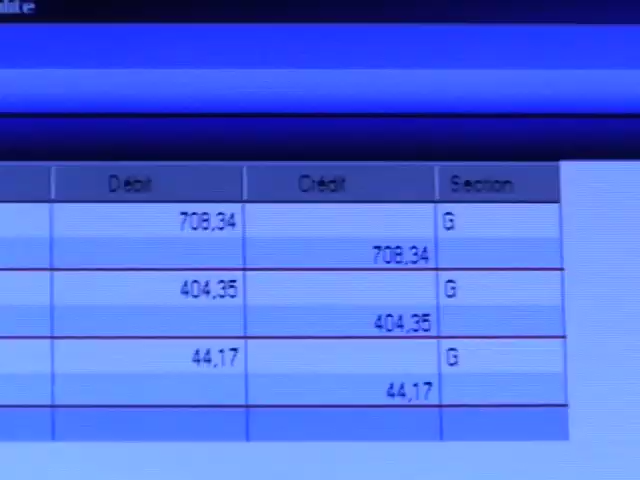 Débit Crédit Section
708,34 G
708,34
404,35 G
404,35
44,17 G
44,17